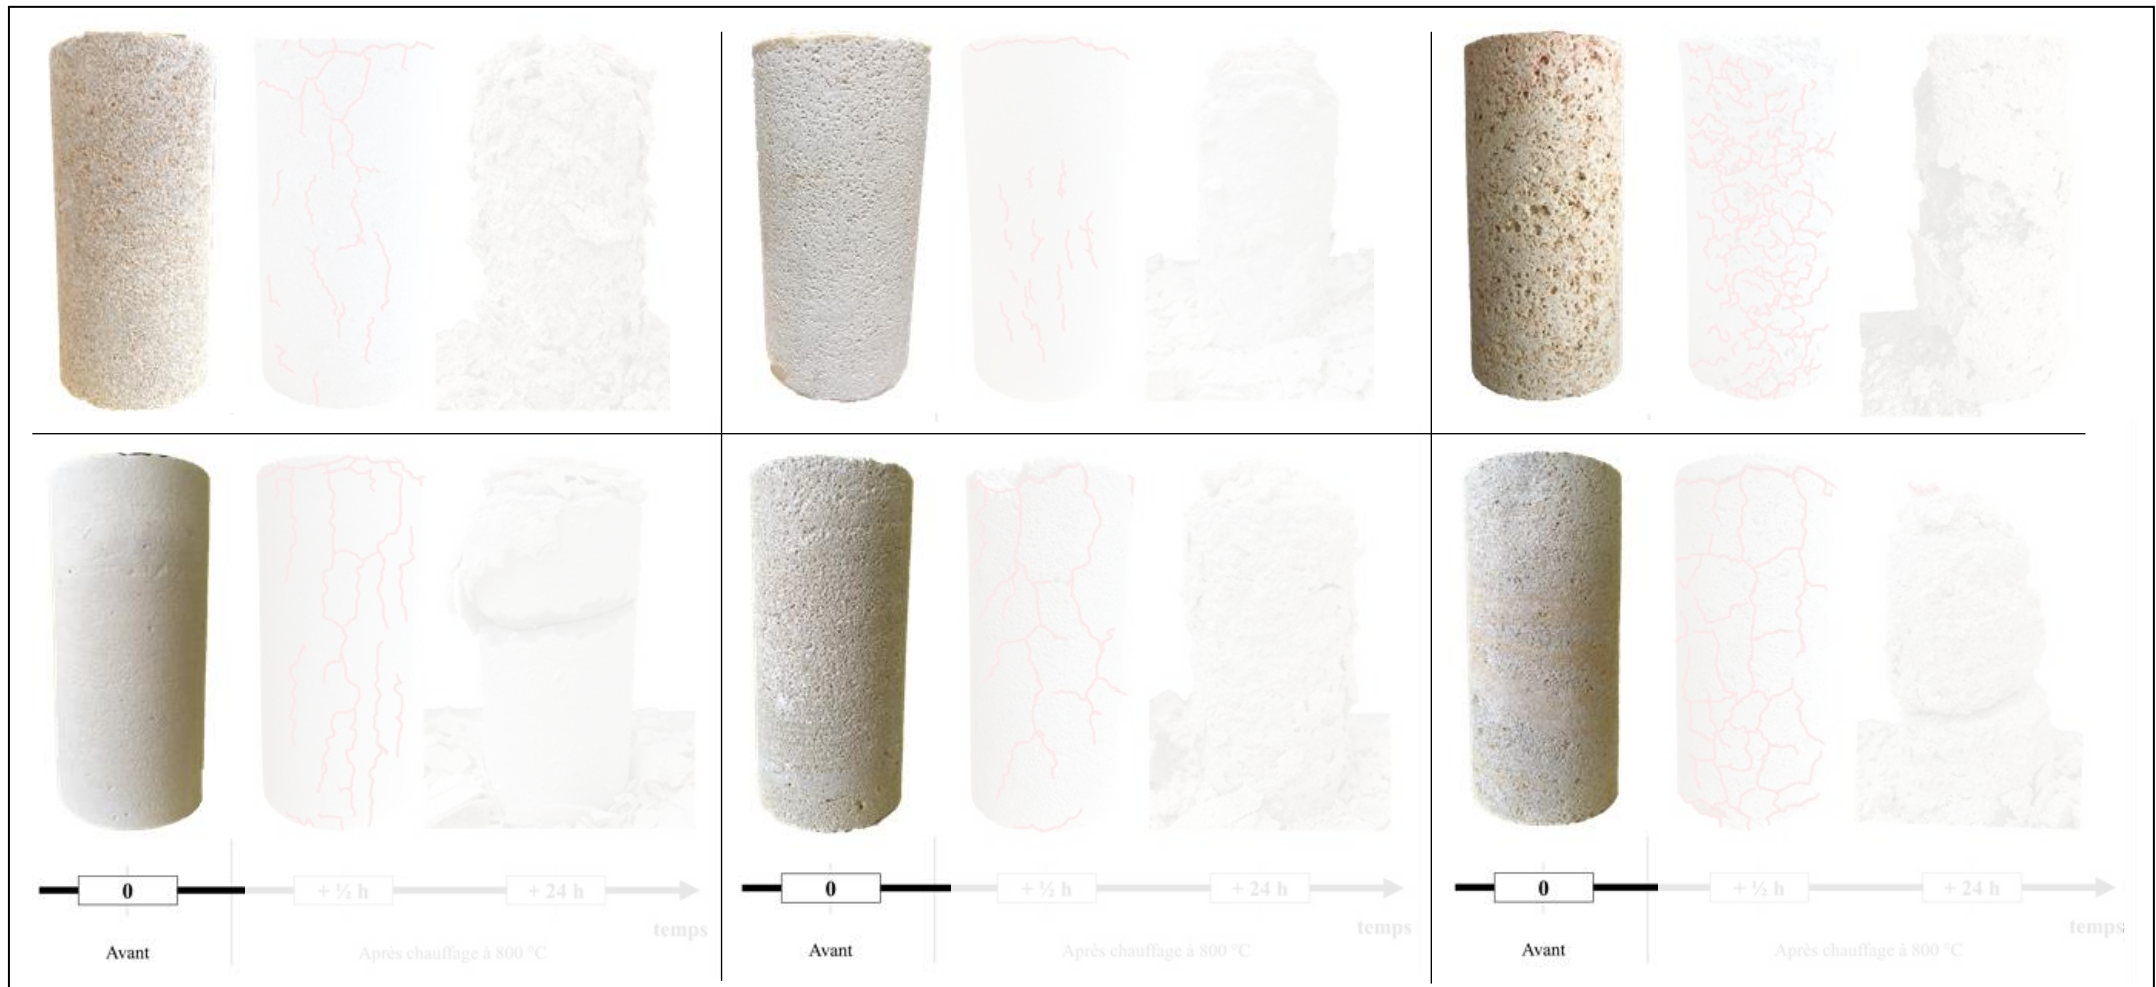 0 + ½ h + 24 h
temps
Avant Après chauffage à 800 °C
0 + ½ h + 24 h
temps
Avant Après chauffage à 800 °C
0 + ½ h + 24 h
temps
Avant Après chauffage à 800 °C